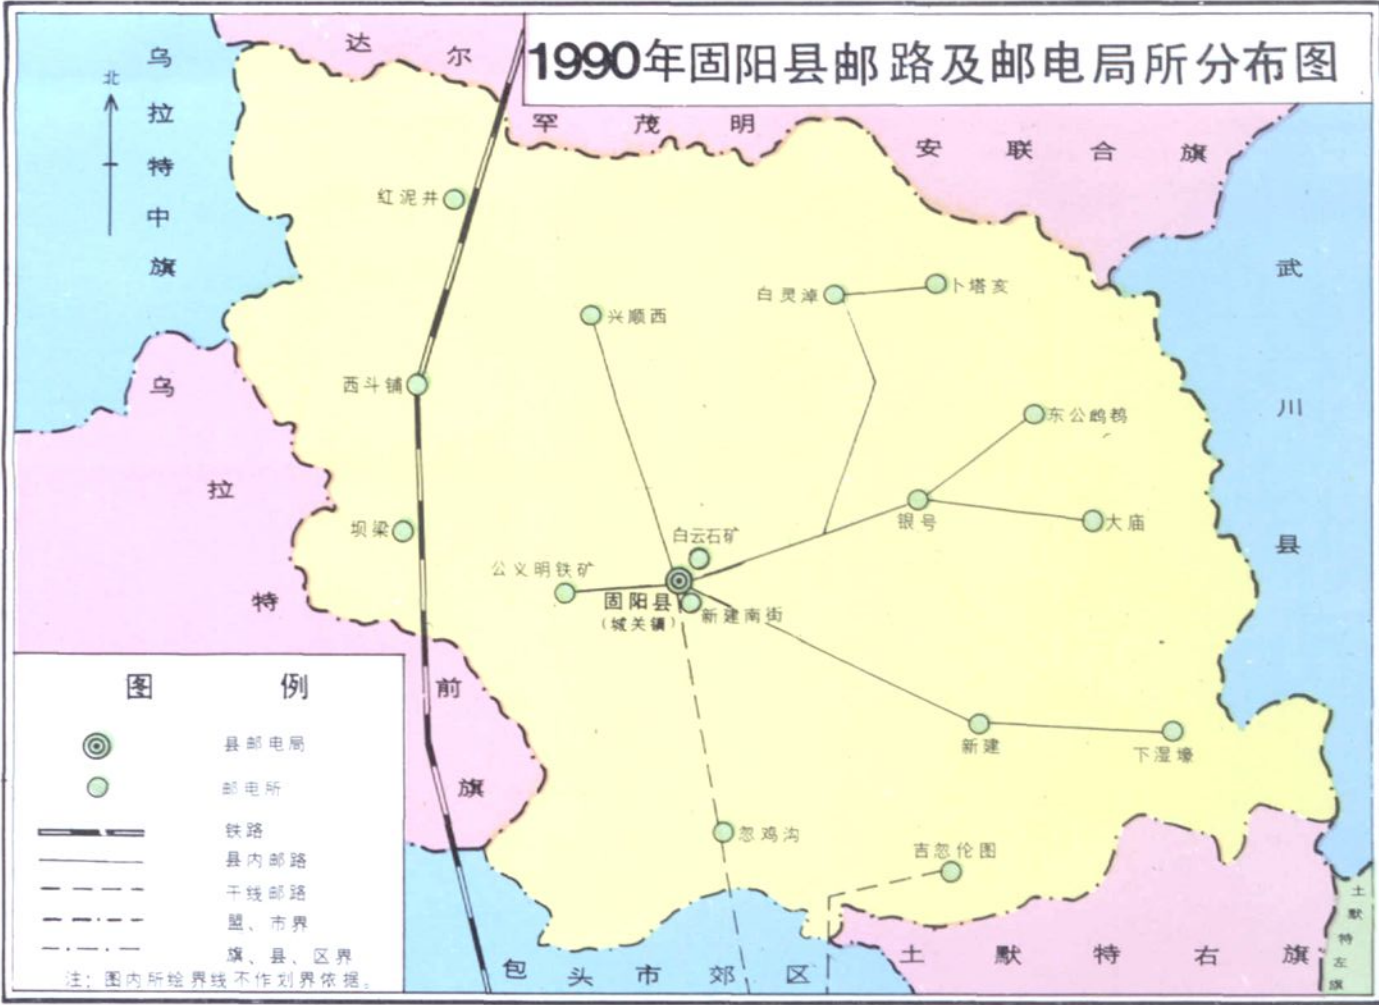 1990年固阳县邮路及邮电局所分布图
北
乌拉特中旗
达尔罕茂明安联合旗
武川县
乌拉特前旗
包头市郊区
土默特右旗
土默特左旗
红泥井
白灵淖
卜塔亥
兴顺西
西斗铺
东公鸱鸪
银号
大庙
坝梁
白云石矿
公义明铁矿
固阳县
(城关镇)
新建南街
新建
下湿壕
忽鸡沟
吉忽伦图
图例
县邮电局
邮电所
铁路
县内邮路
干线邮路
盟、市界
旗、县、区界
注：图内所绘界线不作划界依据。